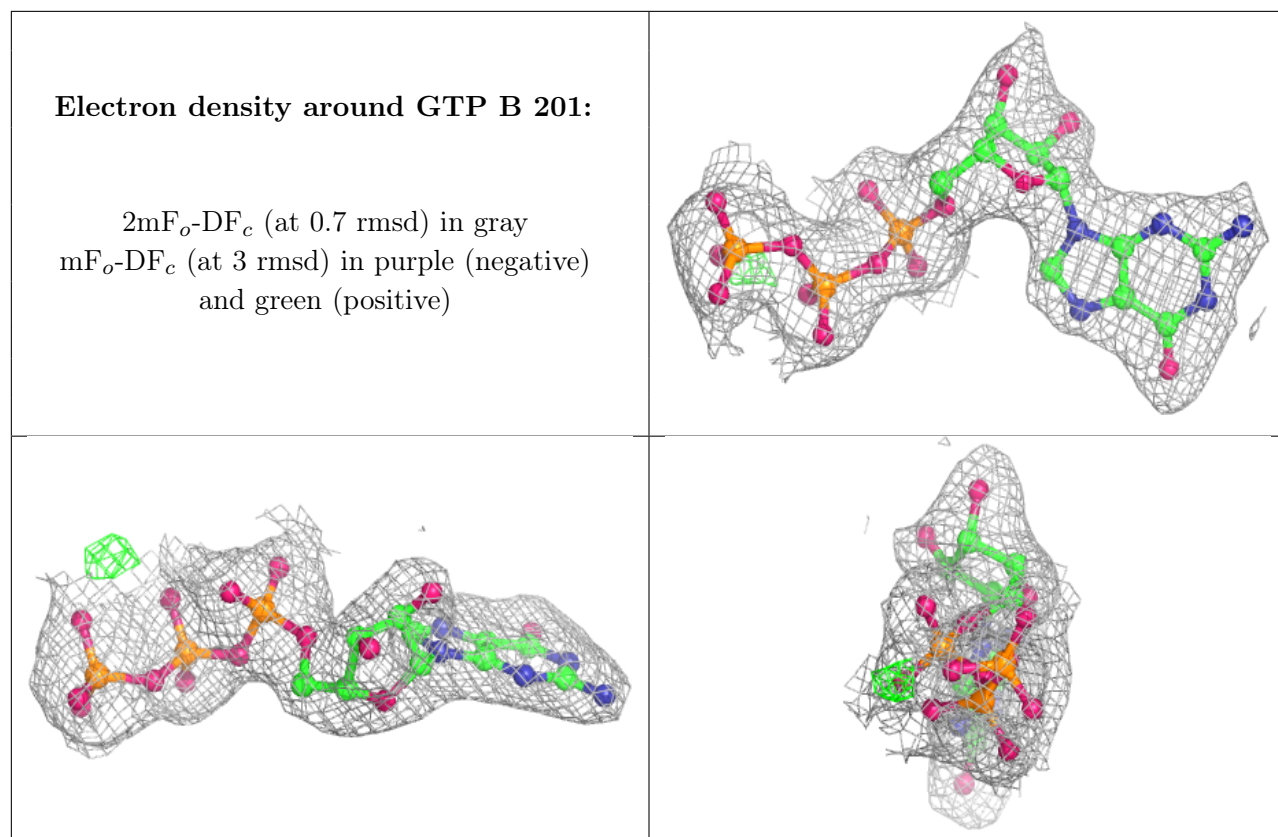 Electron density around GTP B 201:
2mFo-DFc (at 0.7 rmsd) in gray
mFo-DFc (at 3 rmsd) in purple (negative)
and green (positive)